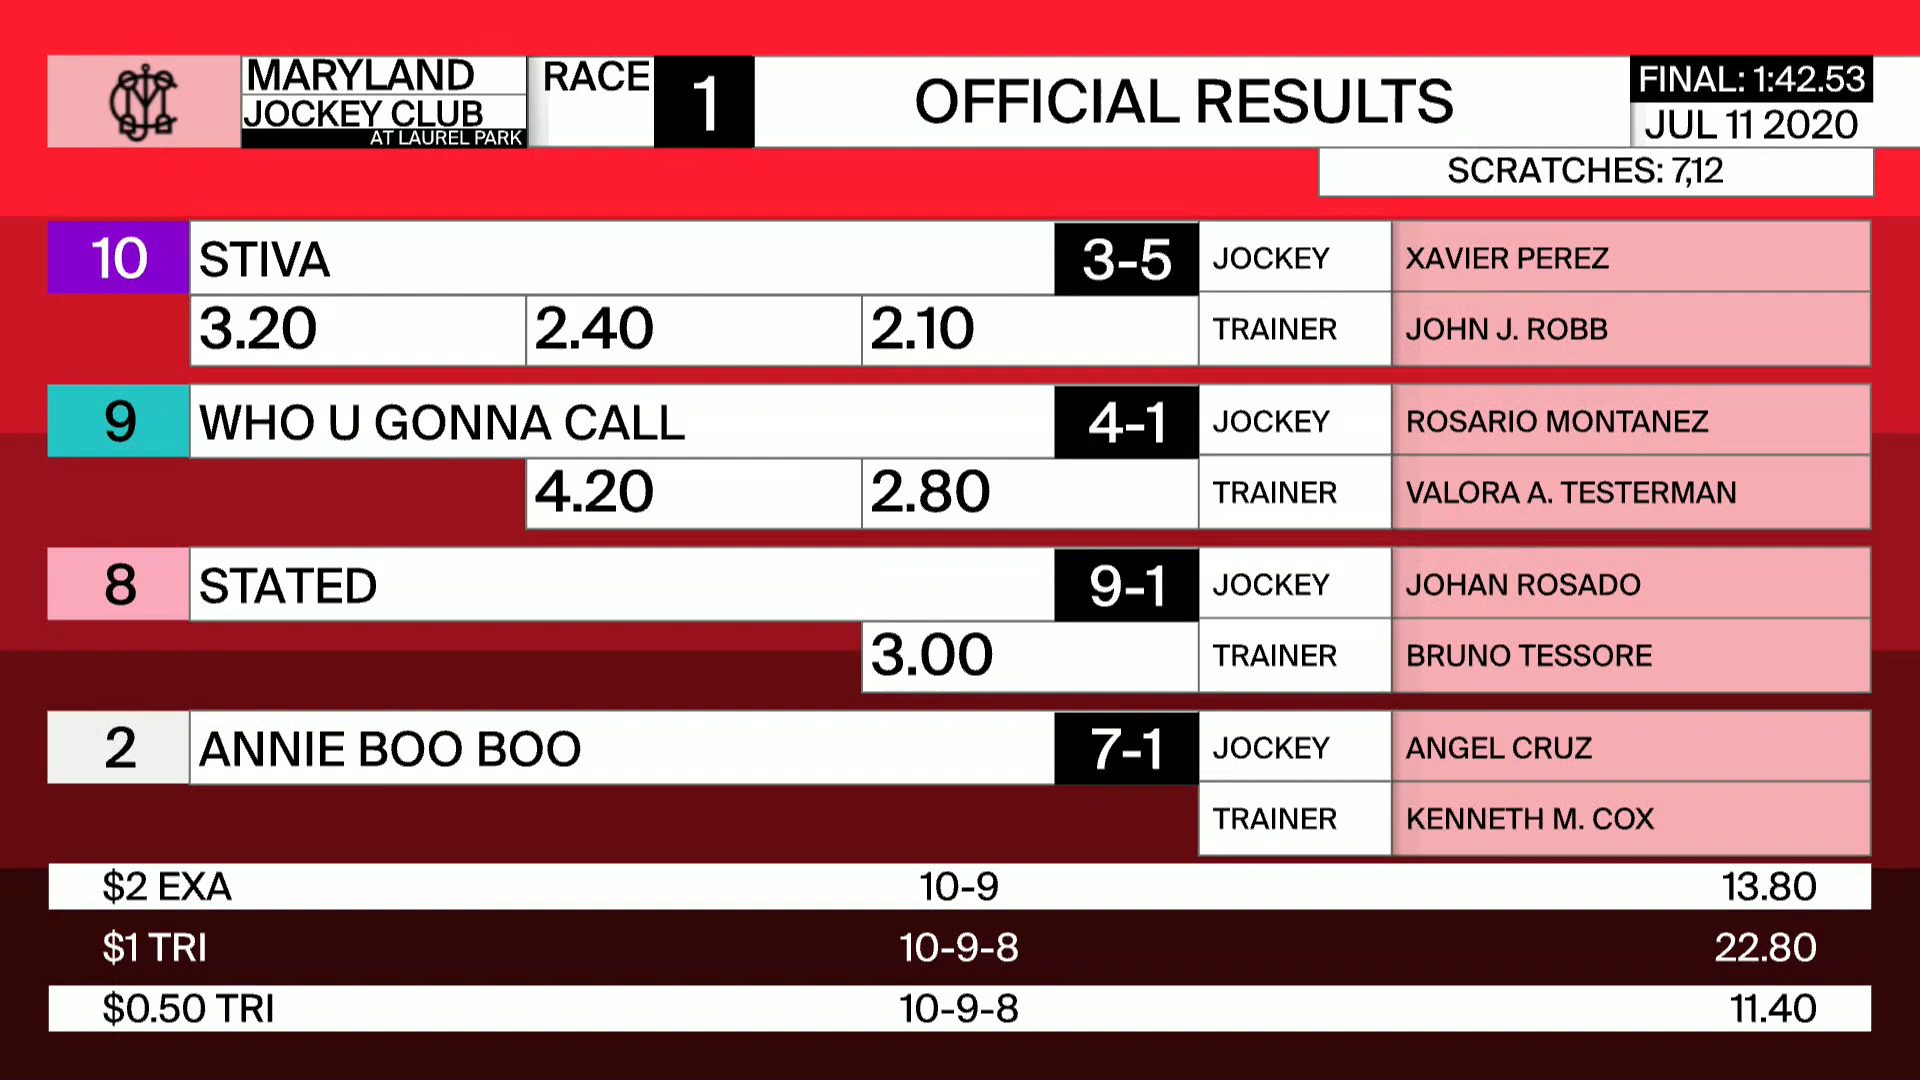 MARYLAND
JOCKEY CLUB
AT LAUREL PARK
RACE 1
OFFICIAL RESULTS
FINAL: 1:42.53
JUL 11 2020
SCRATCHES: 7,12
10 STIVA 3-5 JOCKEY XAVIER PEREZ
3.20 2.40 2.10 TRAINER JOHN J. ROBB
9 WHO U GONNA CALL 4-1 JOCKEY ROSARIO MONTANEZ
4.20 2.80 TRAINER VALORA A. TESTERMAN
8 STATED 9-1 JOCKEY JOHAN ROSADO
3.00 TRAINER BRUNO TESSORE
2 ANNIE BOO BOO 7-1 JOCKEY ANGEL CRUZ
TRAINER KENNETH M. COX
$2 EXA 10-9 13.80
$1 TRI 10-9-8 22.80
$0.50 TRI 10-9-8 11.40